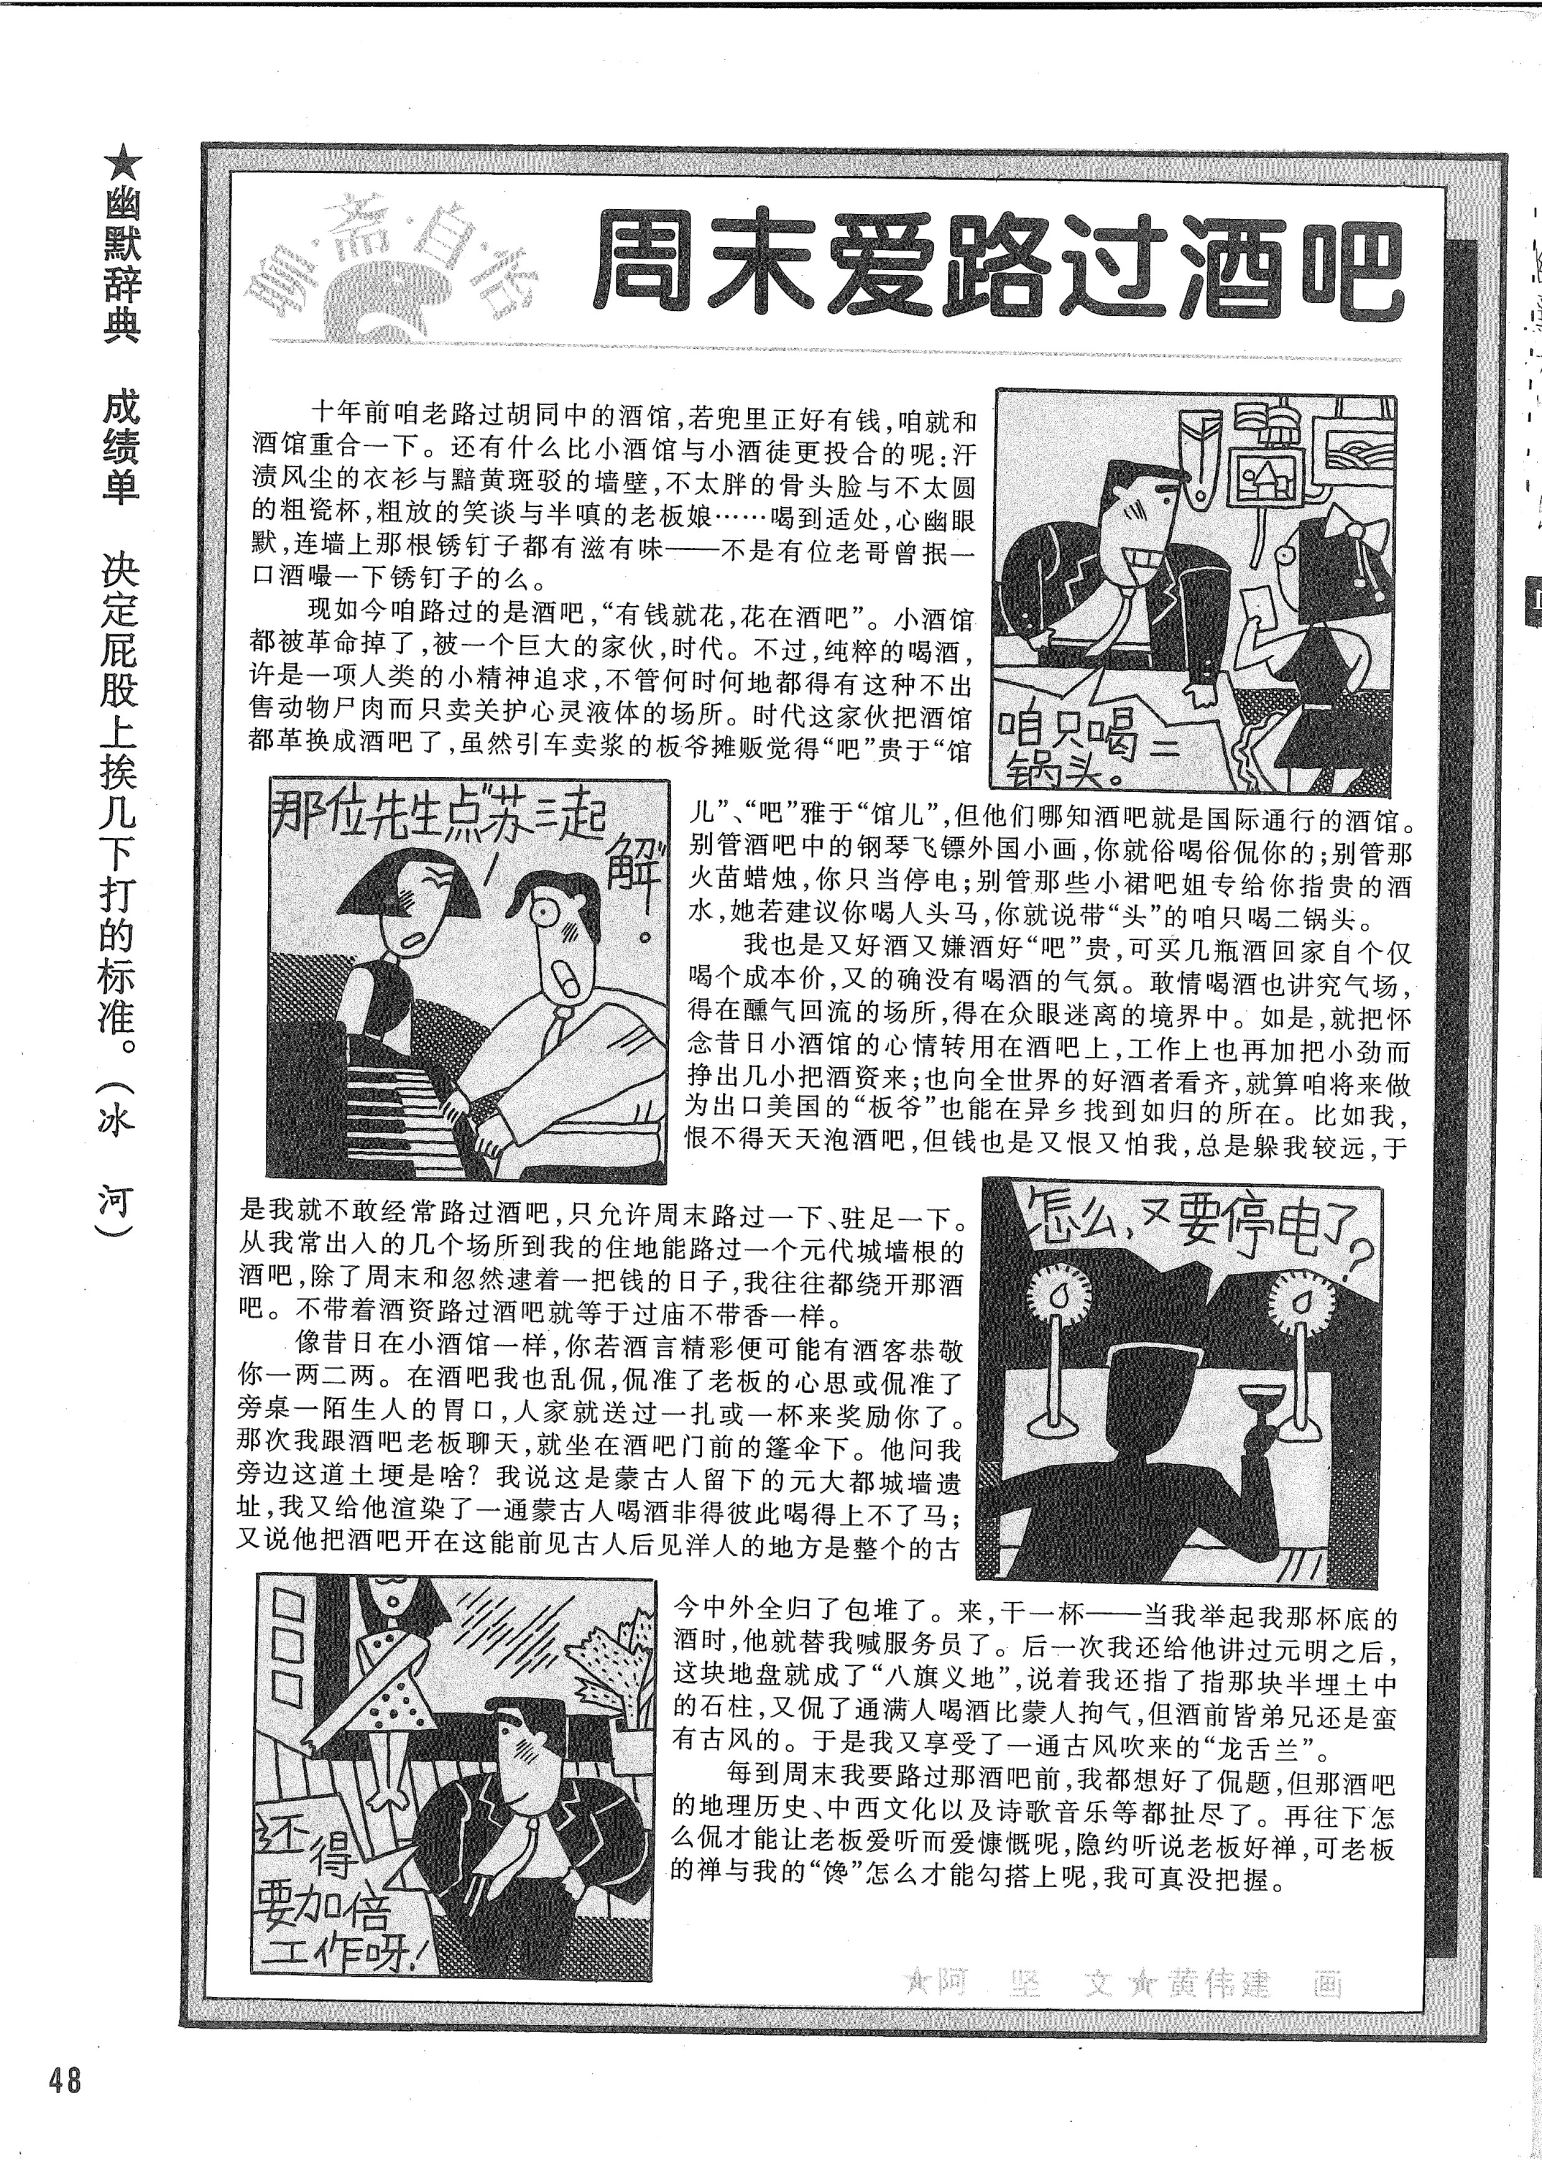 ★幽默辞典 成绩单 决定屁股上挨几下打的标准。(冰 河)
聊·斋·自·话
周末爱路过酒吧
十年前咱老路过胡同中的酒馆,若兜里正好有钱,咱就和
酒馆重合一下。还有什么比小酒馆与小酒徒更投合的呢:汗
渍风尘的衣衫与黯黄斑驳的墙壁,不太胖的骨头脸与不太圆
的粗瓷杯,粗放的笑谈与半嗔的老板娘……喝到适处,心幽眼
默,连墙上那根锈钉子都有滋有味——不是有位老哥曾抿一
口酒嘬一下锈钉子的么。
现如今咱路过的是酒吧,“有钱就花,花在酒吧”。小酒馆
都被革命掉了,被一个巨大的家伙,时代。不过,纯粹的喝酒,
许是一项人类的小精神追求,不管何时何地都得有这种不出
售动物尸肉而只卖关护心灵液体的场所。时代这家伙把酒馆
都革换成酒吧了,虽然引车卖浆的板爷摊贩觉得“吧”贵于“馆
咱只喝二
锅头。
那位先生点“苏三起
解”。
儿”、“吧”雅于“馆儿”,但他们哪知酒吧就是国际通行的酒馆。
别管酒吧中的钢琴飞镖外国小画,你就俗喝俗侃你的;别管那
火苗蜡烛,你只当停电;别管那些小裙吧姐专给你指贵的酒
水,她若建议你喝人头马,你就说带“头”的咱只喝二锅头。
我也是又好酒又嫌酒好“吧”贵,可买几瓶酒回家自个仅
喝个成本价,又的确没有喝酒的气氛。敢情喝酒也讲究气场,
得在醺气回流的场所,得在众眼迷离的境界中。如是,就把怀
念昔日小酒馆的心情转用在酒吧上,工作上也再加把小劲而
挣出几小把酒资来;也向全世界的好酒者看齐,就算咱将来做
为出口美国的“板爷”也能在异乡找到如归的所在。比如我,
恨不得天天泡酒吧,但钱也是又恨又怕我,总是躲我较远,于
是我就不敢经常路过酒吧,只允许周末路过一下、驻足一下。
从我常出入的几个场所到我的住地能路过一个元代城墙根的
酒吧,除了周末和忽然逮着一把钱的日子,我往往都绕开那酒
吧。不带着酒资路过酒吧就等于过庙不带香一样。
像昔日在小酒馆一样,你若酒言精彩便可能有酒客恭敬
你一两二两。在酒吧我也乱侃,侃准了老板的心思或侃准了
旁桌一陌生人的胃口,人家就送过一扎或一杯来奖励你了。
那次我跟酒吧老板聊天,就坐在酒吧门前的篷伞下。他问我
旁边这道土埂是啥?我说这是蒙古人留下的元大都城墙遗
址,我又给他渲染了一通蒙古人喝酒非得彼此喝得上不了马;
又说他把酒吧开在这能前见古人后见洋人的地方是整个的古
怎么,又要停电了?
还得
要加倍
工作呀!
今中外全归了包堆了。来,干一杯——当我举起我那杯底的
酒时,他就替我喊服务员了。后一次我还给他讲过元明之后,
这块地盘就成了“八旗义地”,说着我还指了指那块半埋土中
的石柱,又侃了通满人喝酒比蒙人拘气,但酒前皆弟兄还是蛮
有古风的。于是我又享受了一通古风吹来的“龙舌兰”。
每到周末我要路过那酒吧前,我都想好了侃题,但那酒吧
的地理历史、中西文化以及诗歌音乐等都扯尽了。再往下怎
么侃才能让老板爱听而爱慷慨呢,隐约听说老板好禅,可老板
的禅与我的“馋”怎么才能勾搭上呢,我可真没把握。
★阿 坚 文★黄伟建 画
48